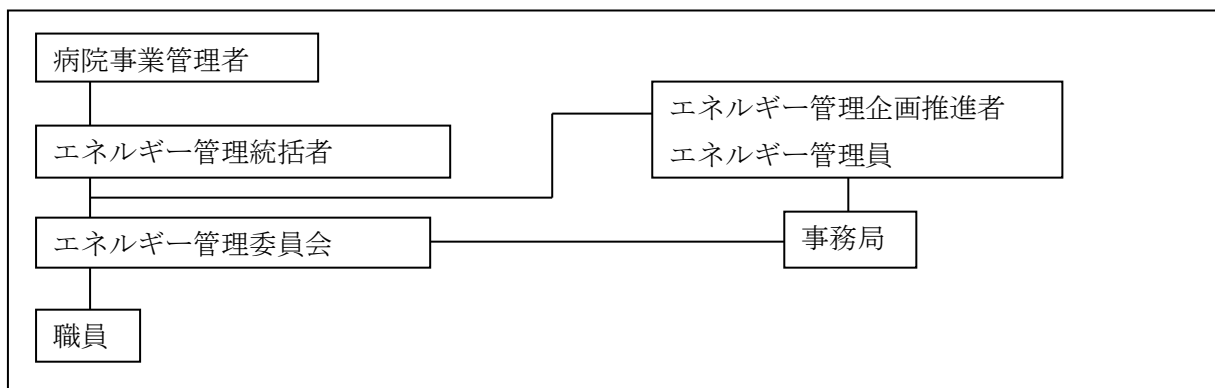 病院事業管理者
エネルギー管理企画推進者
エネルギー管理員
エネルギー管理統括者
エネルギー管理委員会
事務局
職員